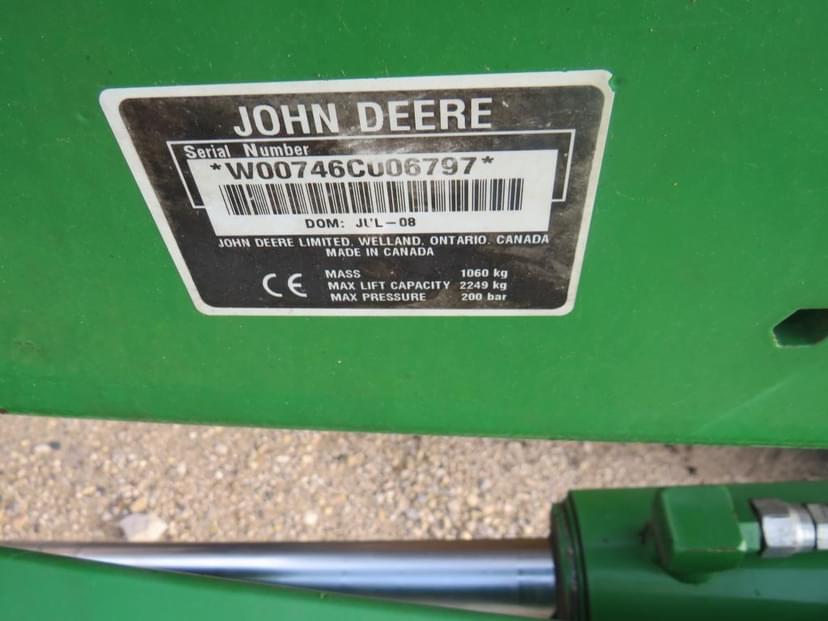 JOHN DEERE
Serial Number
*W00746C006797*
DOM: JUL-08
JOHN DEERE LIMITED, WELLAND, ONTARIO, CANADA
MADE IN CANADA
CE
MASS 1060 kg
MAX LIFT CAPACITY 2249 kg
MAX PRESSURE 200 bar